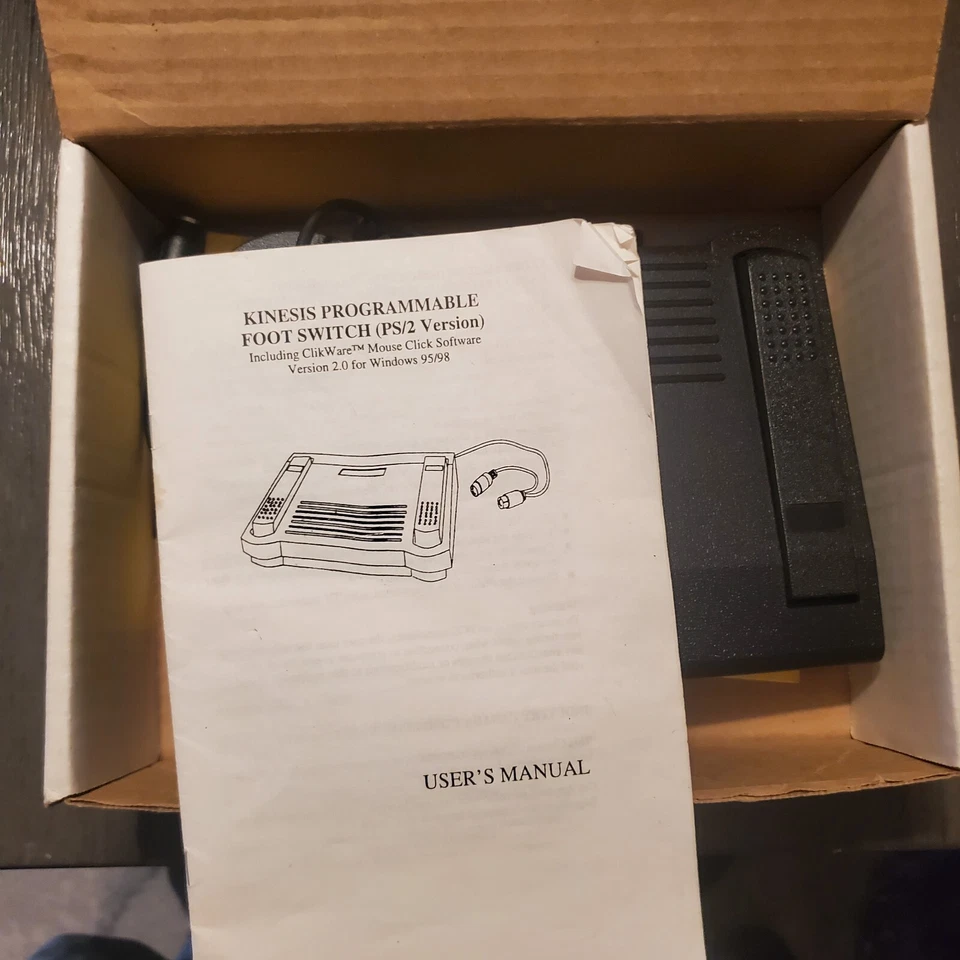 KINESIS PROGRAMMABLE
FOOT SWITCH (PS/2 Version)
Including ClikWare™ Mouse Click Software
Version 2.0 for Windows 95/98
USER'S MANUAL